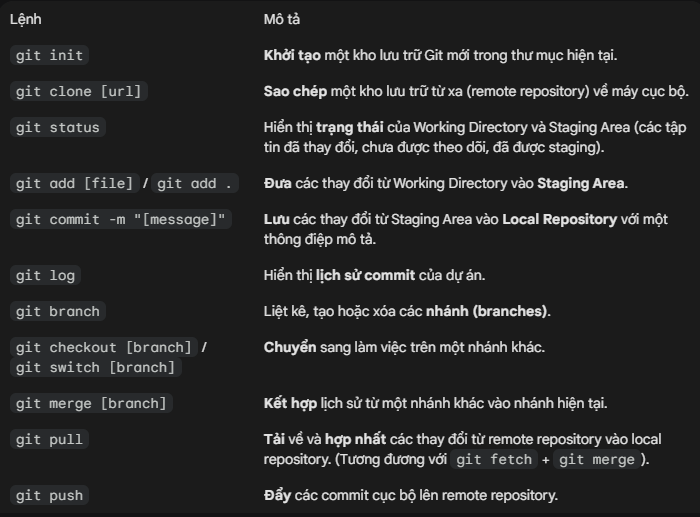 Lệnh Mô tả
git init Khởi tạo một kho lưu trữ Git mới trong thư mục hiện tại.
git clone [url] Sao chép một kho lưu trữ từ xa (remote repository) về máy cục bộ.
git status Hiển thị trạng thái của Working Directory và Staging Area (các tập
tin đã thay đổi, chưa được theo dõi, đã được staging).
git add [file] / git add . Đưa các thay đổi từ Working Directory vào Staging Area.
git commit -m "[message]" Lưu các thay đổi từ Staging Area vào Local Repository với một
thông điệp mô tả.
git log Hiển thị lịch sử commit của dự án.
git branch Liệt kê, tạo hoặc xóa các nhánh (branches).
git checkout [branch] / Chuyển sang làm việc trên một nhánh khác.
git switch [branch]
git merge [branch] Kết hợp lịch sử từ một nhánh khác vào nhánh hiện tại.
git pull Tải về và hợp nhất các thay đổi từ remote repository vào local
repository. (Tương đương với git fetch + git merge ).
git push Đẩy các commit cục bộ lên remote repository.